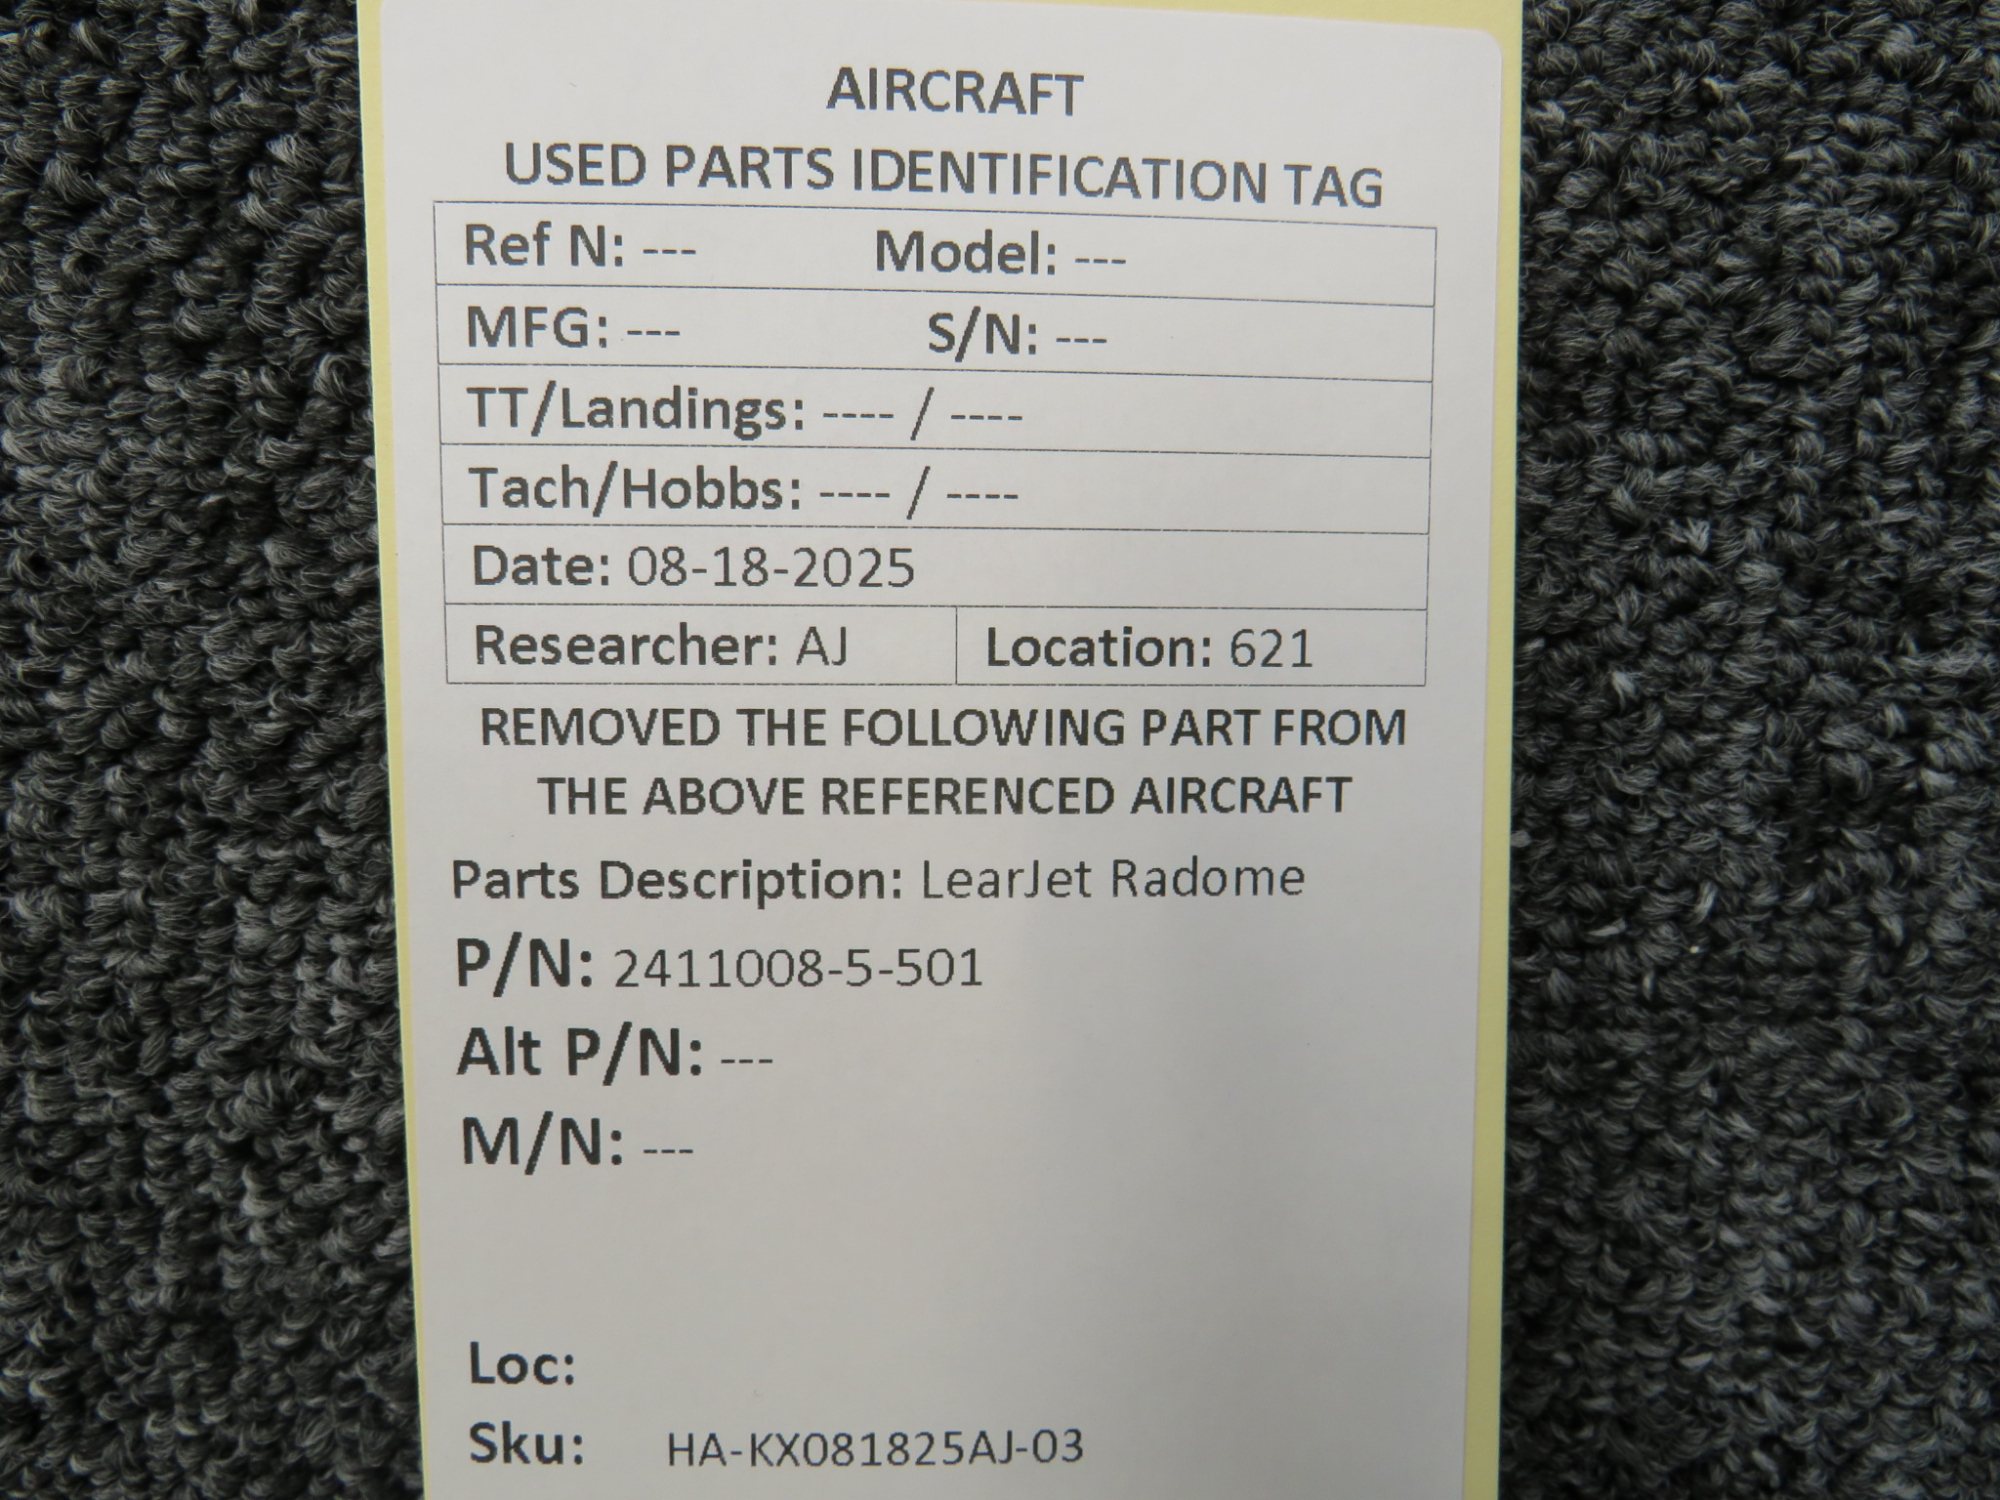 AIRCRAFT
USED PARTS IDENTIFICATION TAG
Ref N: --- Model: ---
MFG: --- S/N: ---
TT/Landings: ---- / ----
Tach/Hobbs: ---- / ----
Date: 08-18-2025
Researcher: AJ Location: 621
REMOVED THE FOLLOWING PART FROM
THE ABOVE REFERENCED AIRCRAFT
Parts Description: LearJet Radome
P/N: 2411008-5-501
Alt P/N: ---
M/N: ---
Loc:
Sku: HA-KX081825AJ-03